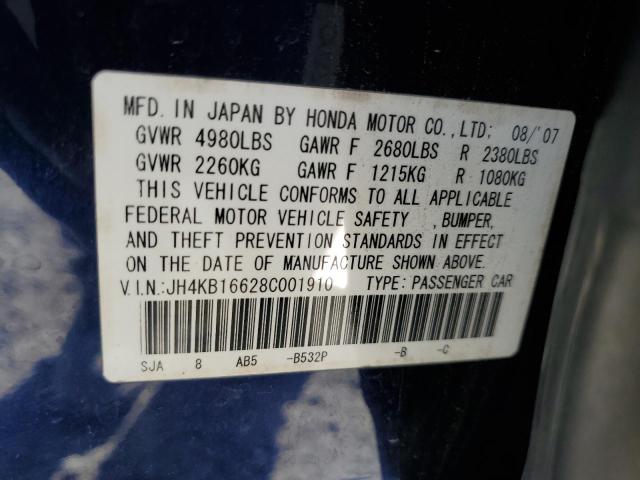 MFD. IN JAPAN BY HONDA MOTOR CO., LTD; 08/'07
GVWR 4980LBS GAWR F 2680LBS R 2380LBS
GVWR 2260KG GAWR F 1215KG R 1080KG
THIS VEHICLE CONFORMS TO ALL APPLICABLE
FEDERAL MOTOR VEHICLE SAFETY ,BUMPER,
AND THEFT PREVENTION STANDARDS IN EFFECT
ON THE DATE OF MANUFACTURE SHOWN ABOVE.
V.I.N.:JH4KB16628C001910 TYPE: PASSENGER CAR
SJA 8 AB5 -B532P -B -C